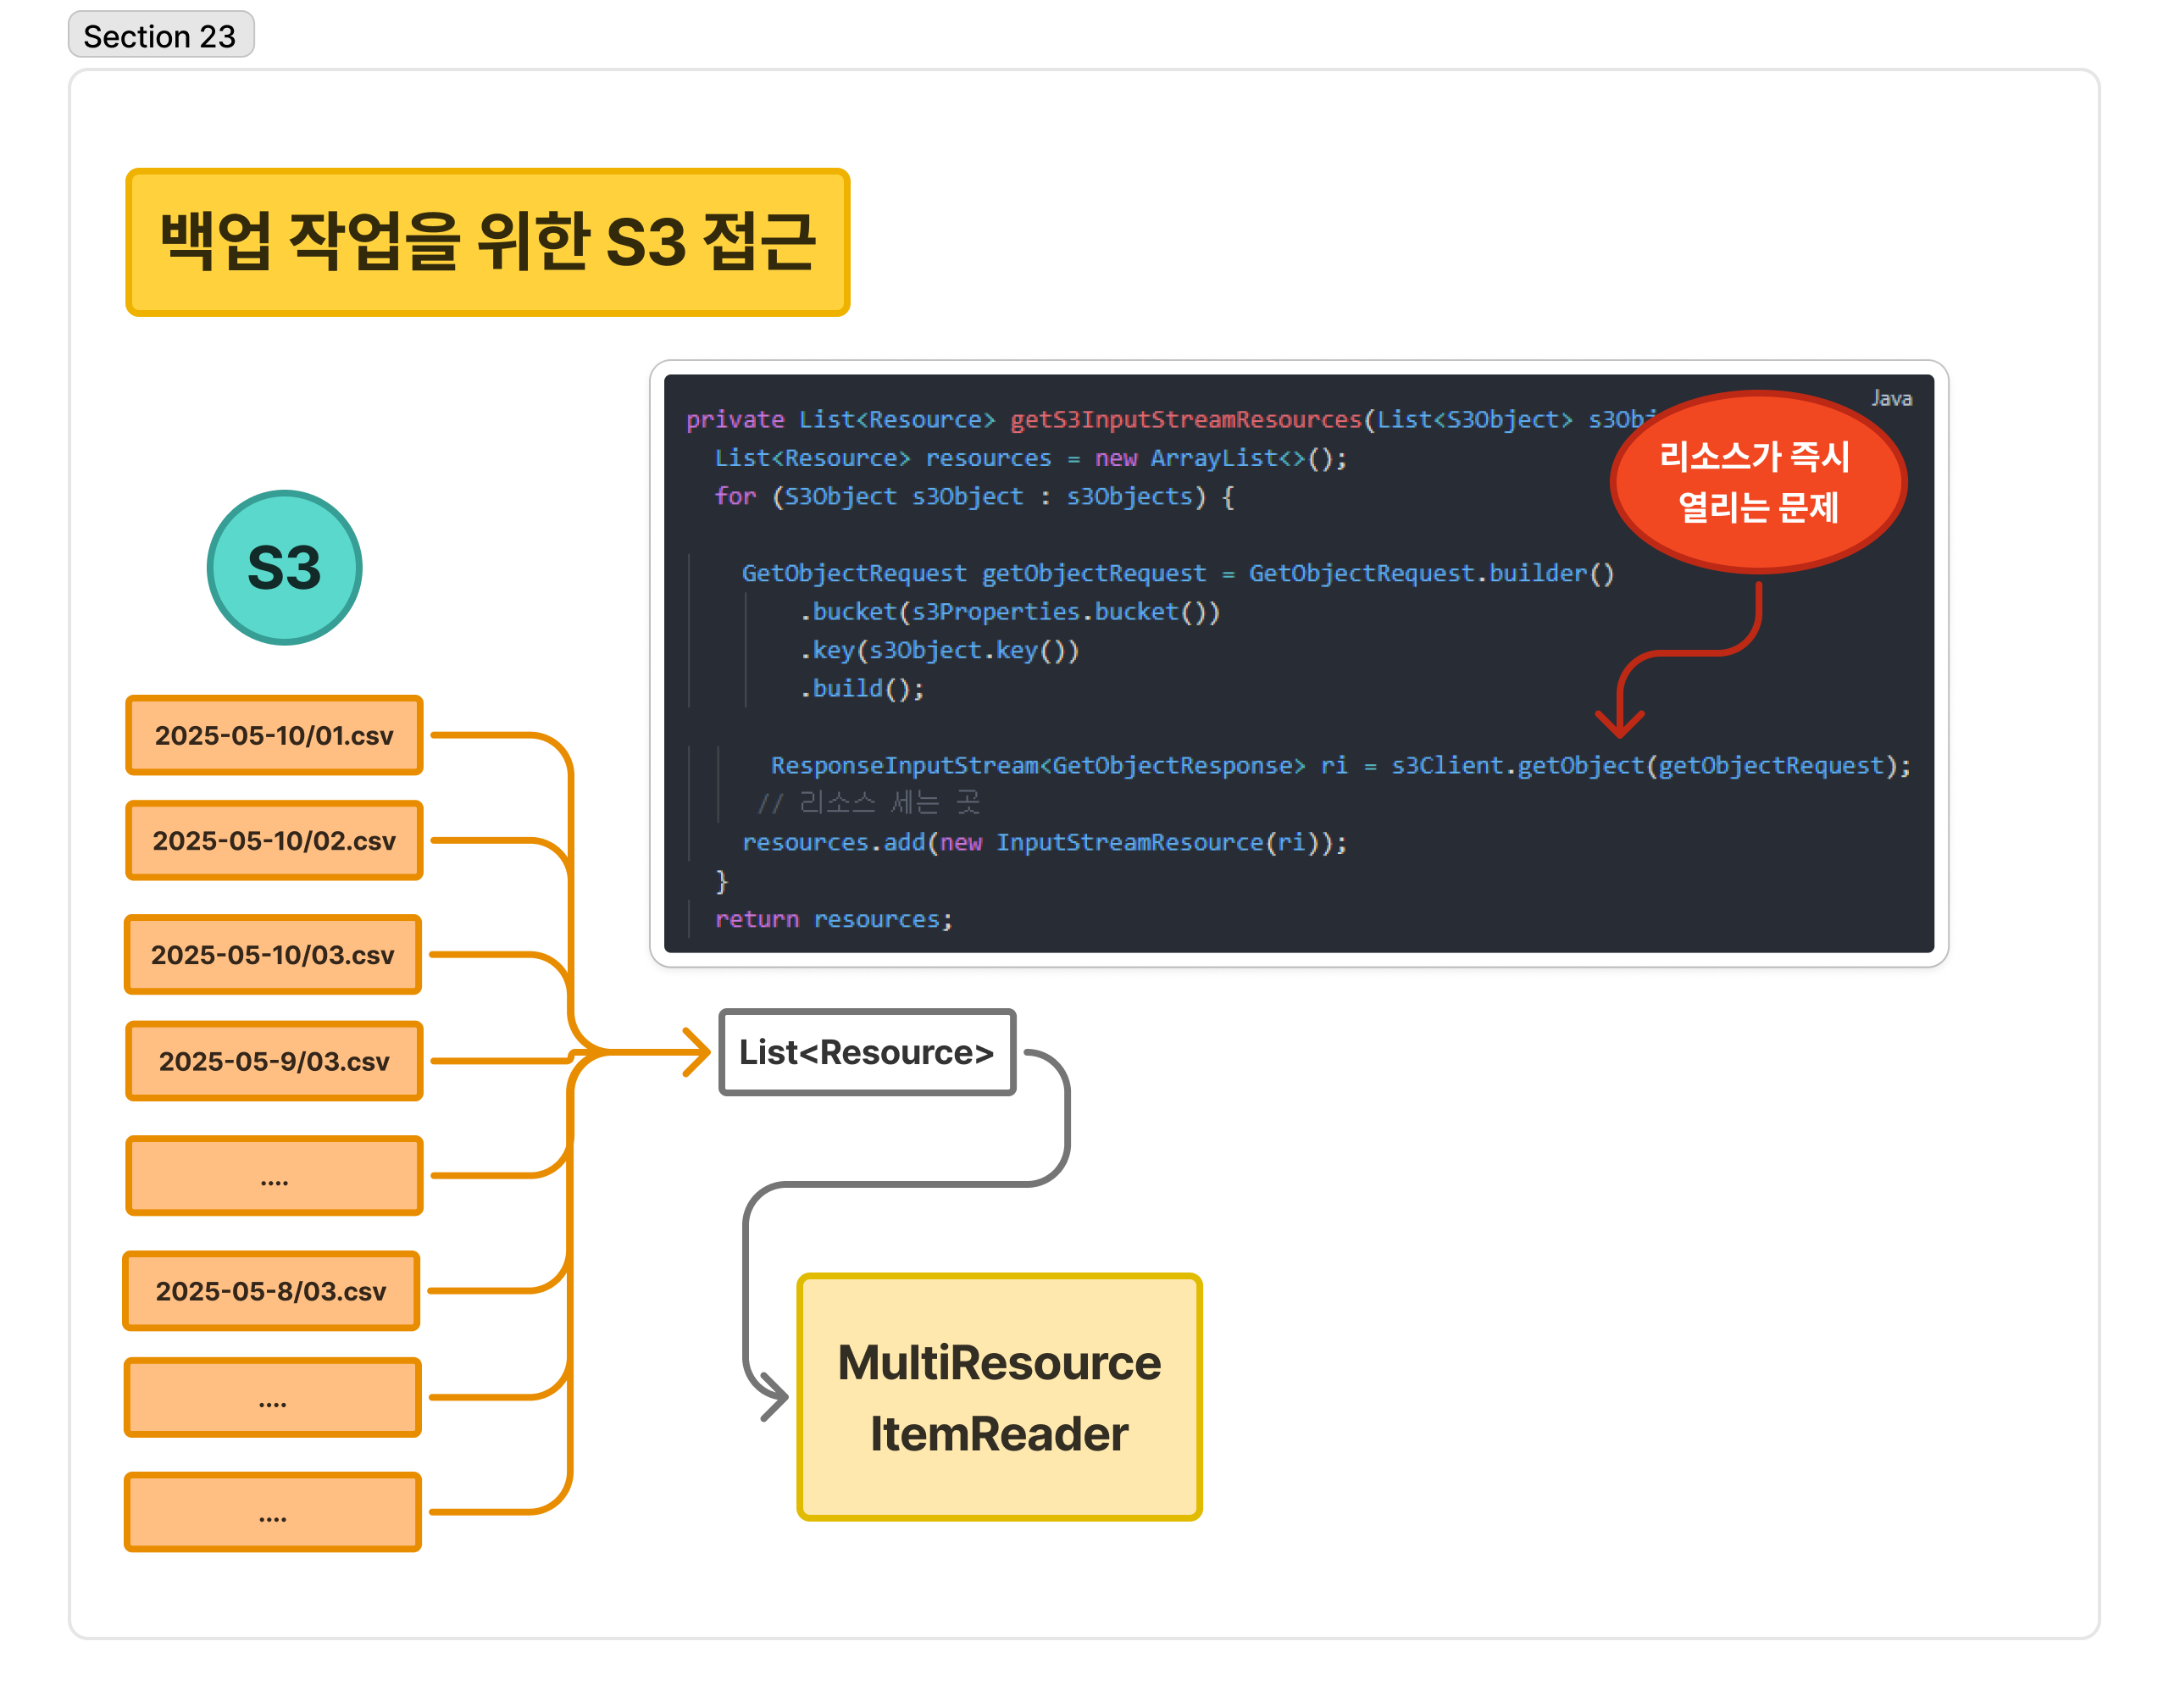 Section 23
백업 작업을 위한 S3 접근
S3
2025-05-10/01.csv
2025-05-10/02.csv
2025-05-10/03.csv
2025-05-9/03.csv
....
2025-05-8/03.csv
....
....
Java
private List<Resource> getS3InputStreamResources(List<S3Object>
List<Resource> resources = new ArrayList<>();
for (S3Object s3Object : s3Objects) {
GetObjectRequest getObjectRequest = GetObjectRequest.builder()
.bucket(s3Properties.bucket())
.key(s3Object.key())
.build();
ResponseInputStream<GetObjectResponse> ri = s3Client.getObject(getObjectRequest);
// 리소스 세는 곳
resources.add(new InputStreamResource(ri));
}
return resources;
리소스가 즉시
열리는 문제
List<Resource>
MultiResource
ItemReader